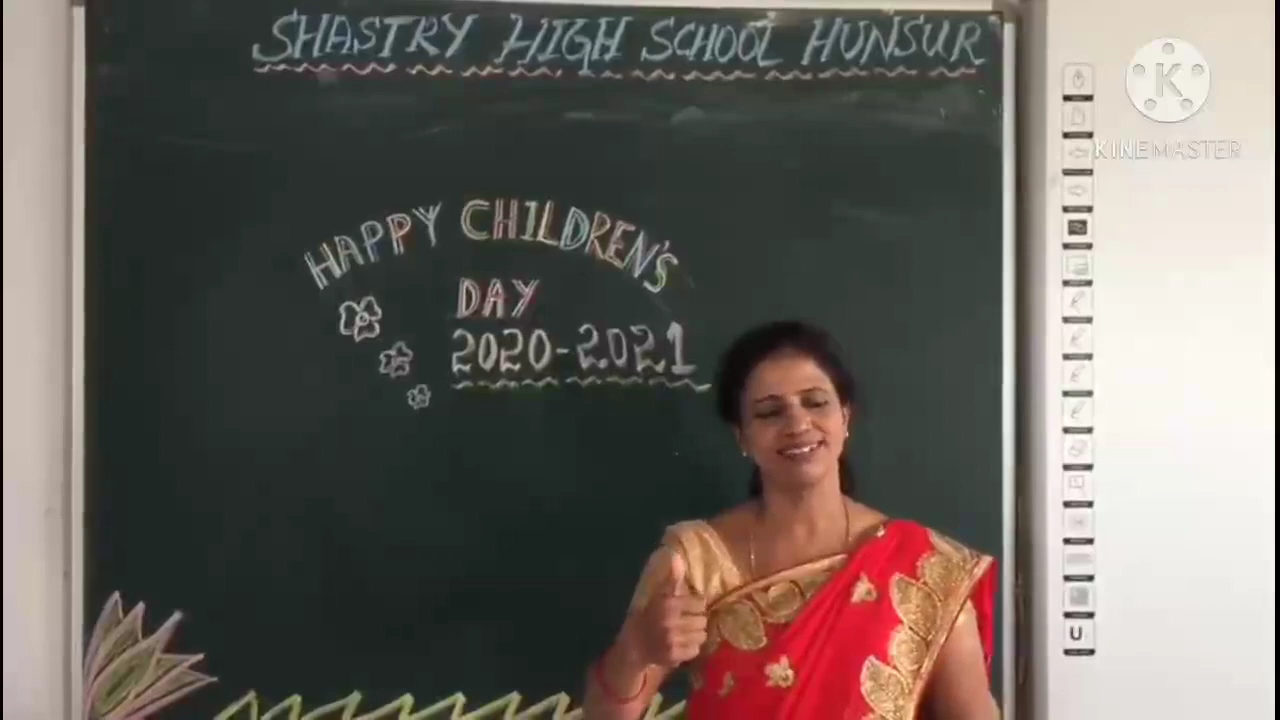 SHASTRY HIGH SCHOOL HUNSUR
HAPPY CHILDREN'S
DAY
2020-2021
K
KINEMASTER
U